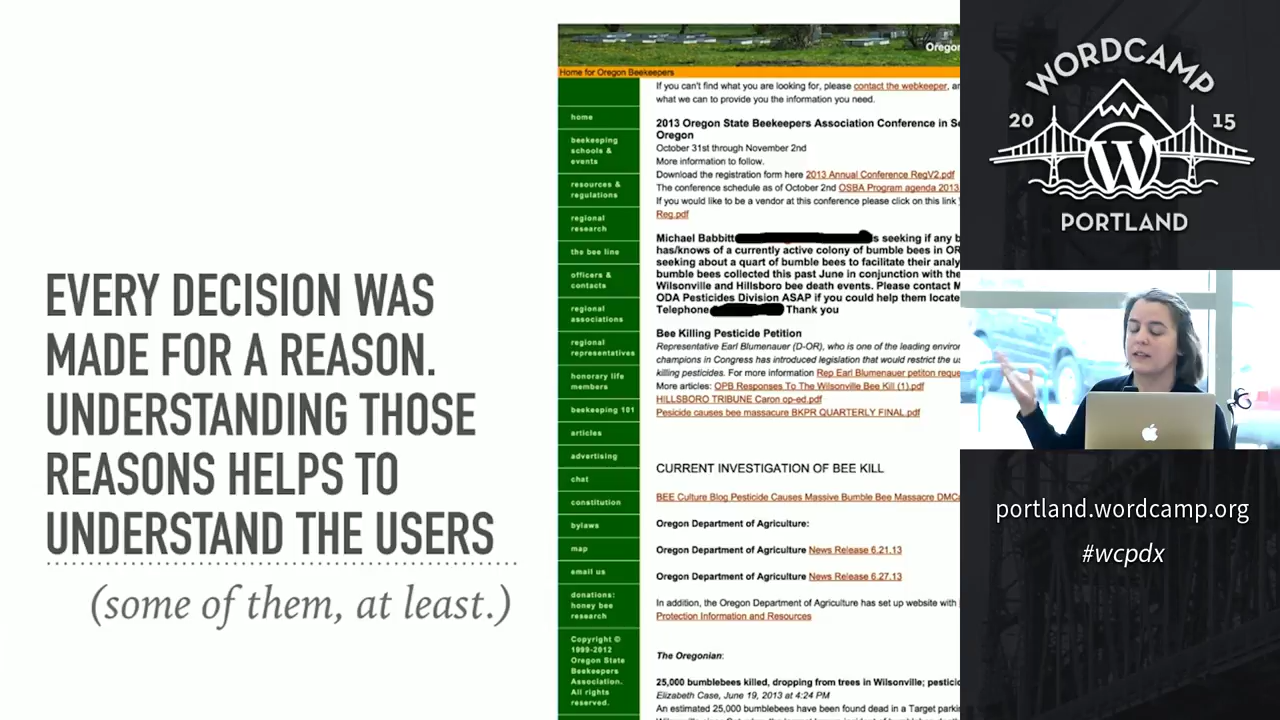 EVERY DECISION WAS
MADE FOR A REASON.
UNDERSTANDING THOSE
REASONS HELPS TO
UNDERSTAND THE USERS
(some of them, at least.)
Home for Oregon Beekeepers
home
beekeeping
schools &
events
resources &
regulations
regional
research
the bee line
officers &
contacts
regional
associations
regional
representatives
honorary life
members
beekeeping 101
articles
advertising
chat
constitution
bylaws
map
email us
donations:
honey bee
research
Copyright ©
1999-2012
Oregon State
Beekeepers
Association.
All rights
reserved.
If you can't find what you are looking for, please contact the webkeeper,
what we can to provide you the information you need.
2013 Oregon State Beekeepers Association Conference in
Oregon
October 31st through November 2nd
More information to follow.
Download the registration form here 2013 Annual Conference RegV2.pdf
The conference schedule as of October 2nd OSBA Program agenda 2013
If you would like to be a vendor at this conference please click on this link
Reg.pdf
Michael Babbitt s seeking if any
has/knows of a currently active colony of bumble bees in
seeking about a quart of bumble bees to facilitate their
bumble bees collected this past June in conjunction with the
Wilsonville and Hillsboro bee death events. Please contact
ODA Pesticides Division ASAP if you could help them locate
Telephone Thank you
Bee Killing Pesticide Petition
Representative Earl Blumenauer (D-OR), who is one of the leading
champions in Congress has introduced legislation that would restrict the
killing pesticides. For more information Rep Earl Blumenauer petiton
More articles: OPB Responses To The Wilsonville Bee Kill (1).pdf
HILLSBORO TRIBUNE Caron op-ed.pdf
Pesicide causes bee massacure BKPR QUARTERLY FINAL.pdf
CURRENT INVESTIGATION OF BEE KILL
BEE Culture Blog Pesticide Causes Massive Bumble Bee Massacre
Oregon Department of Agriculture:
Oregon Department of Agriculture News Release 6.21.13
Oregon Department of Agriculture News Release 6.27.13
In addition, the Oregon Department of Agriculture has set up website with
Protection Information and Resources
The Oregonian:
25,000 bumblebees killed, dropping from trees in Wilsonville;
Elizabeth Case, June 19, 2013 at 4:24 PM
An estimated 25,000 bumblebees have been found dead in a Target
WORDCAMP
20 15
W
PORTLAND
portland.wordcamp.org
#wcpdx